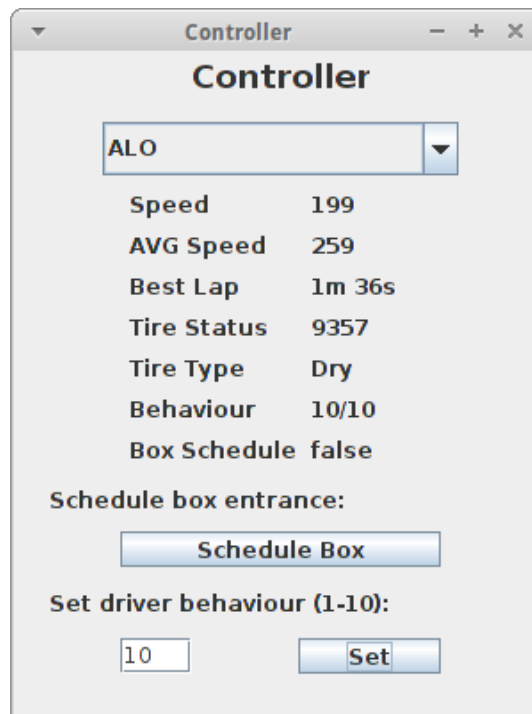 Controller
Controller
ALO
Speed 199
AVG Speed 259
Best Lap 1m 36s
Tire Status 9357
Tire Type Dry
Behaviour 10/10
Box Schedule false
Schedule box entrance:
Schedule Box
Set driver behaviour (1-10):
10 Set